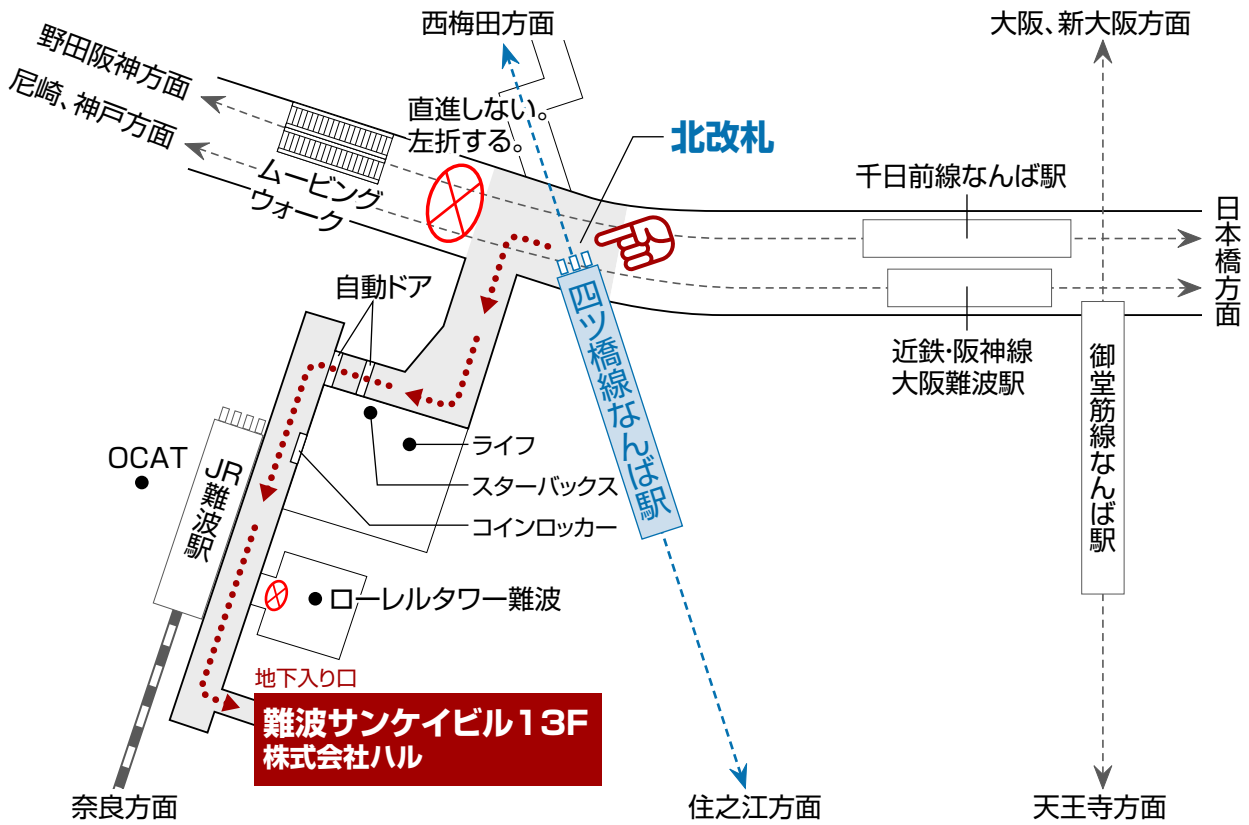 西梅田方面
大阪、新大阪方面
野田阪神方面
尼崎、神戸方面
直進しない。
左折する。
北改札
ムービング
ウォーク
千日前線なんば駅
日本橋方面
自動ドア
四ツ橋線なんば駅
近鉄・阪神線
大阪難波駅
御堂筋線なんば駅
OCAT
JR難波駅
ライフ
スターバックス
コインロッカー
ローレルタワー難波
地下入り口
難波サンケイビル13F
株式会社ハル
奈良方面
住之江方面
天王寺方面